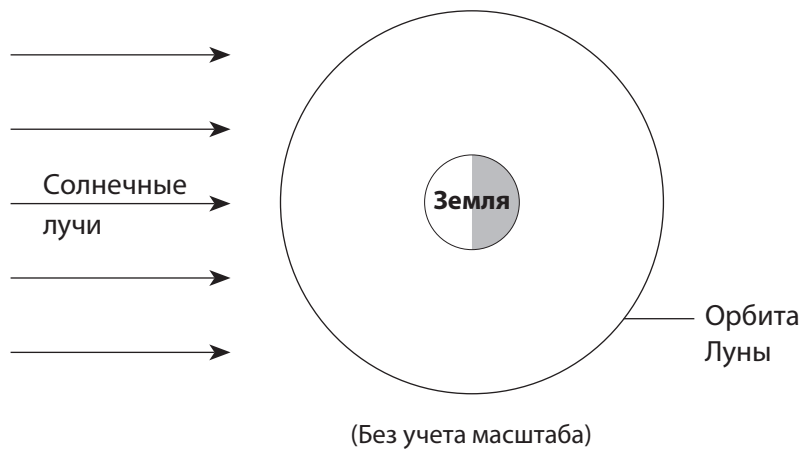 Солнечные
лучи
Земля
Орбита
Луны
(Без учета масштаба)